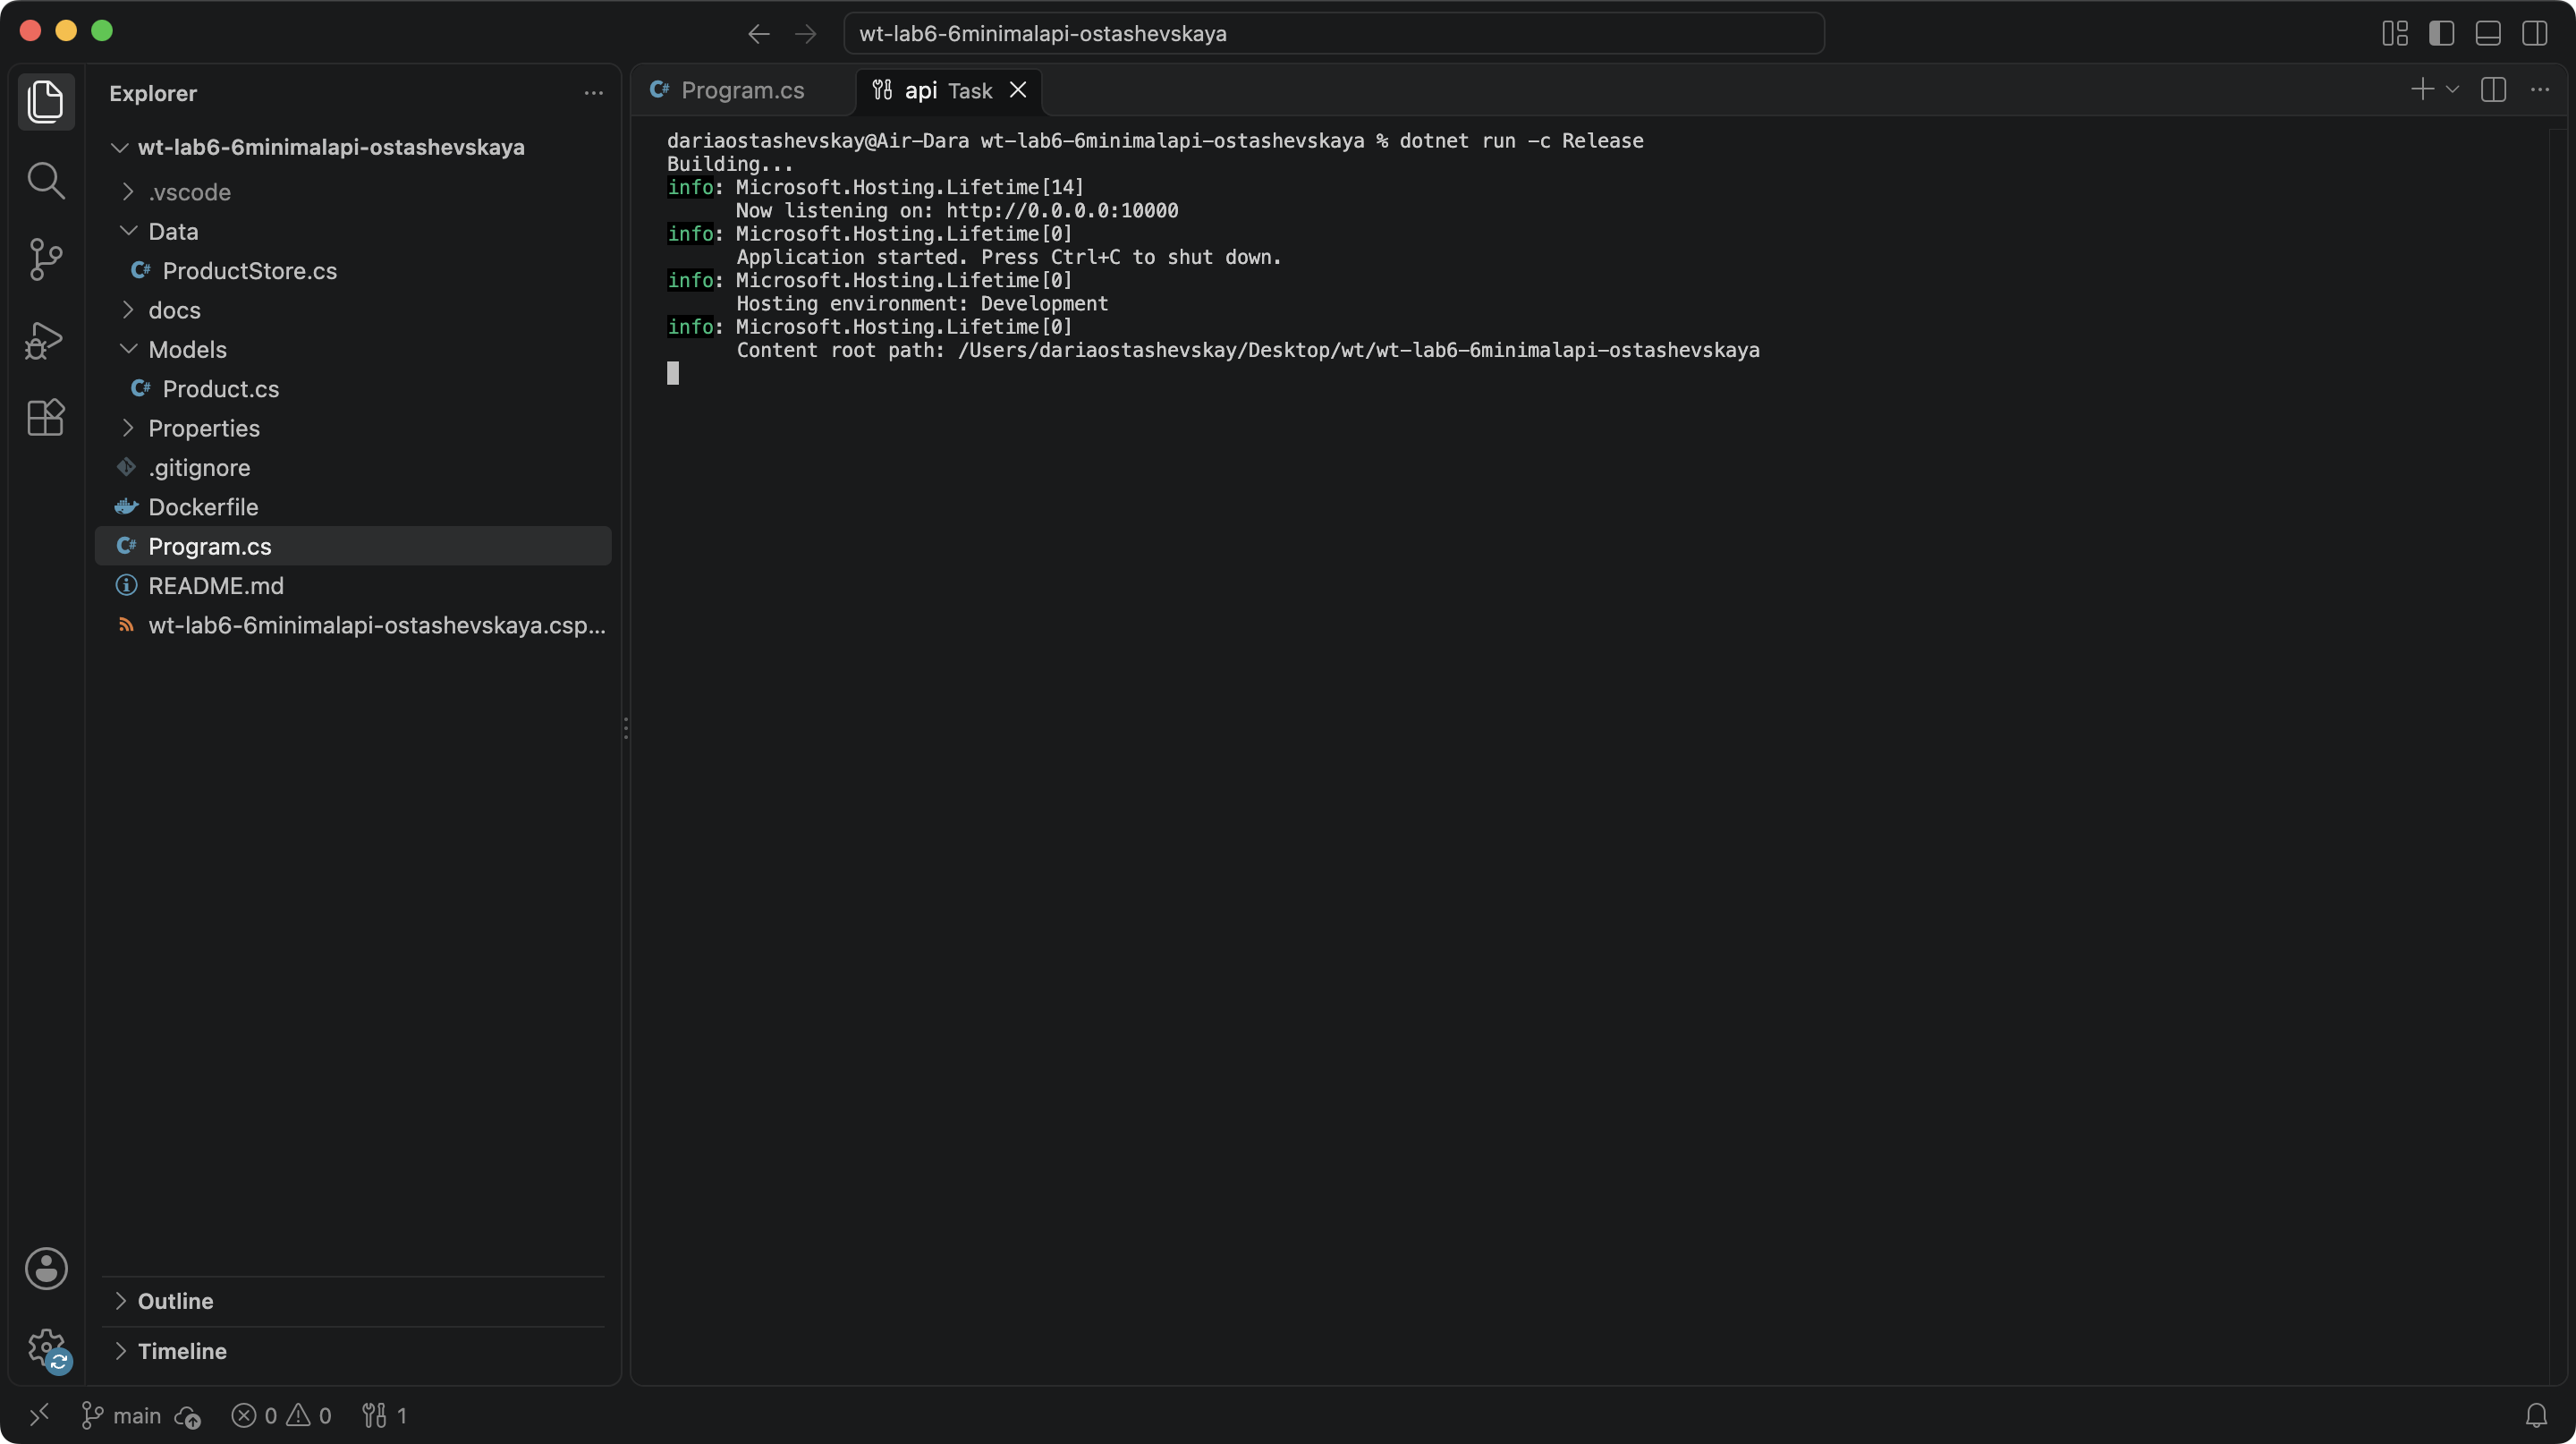 wt-lab6-6minimalapi-ostashevskaya
Explorer
wt-lab6-6minimalapi-ostashevskaya
.vscode
Data
C# ProductStore.cs
docs
Models
C# Product.cs
Properties
.gitignore
Dockerfile
C# Program.cs
README.md
wt-lab6-6minimalapi-ostashevskaya.csp...
Outline
Timeline
C# Program.cs
api Task
dariaostashevskay@Air-Dara wt-lab6-6minimalapi-ostashevskaya % dotnet run -c Release
Building...
info: Microsoft.Hosting.Lifetime[14]
Now listening on: http://0.0.0.0:10000
info: Microsoft.Hosting.Lifetime[0]
Application started. Press Ctrl+C to shut down.
info: Microsoft.Hosting.Lifetime[0]
Hosting environment: Development
info: Microsoft.Hosting.Lifetime[0]
Content root path: /Users/dariaostashevskay/Desktop/wt/wt-lab6-6minimalapi-ostashevskaya
main 0 0 1